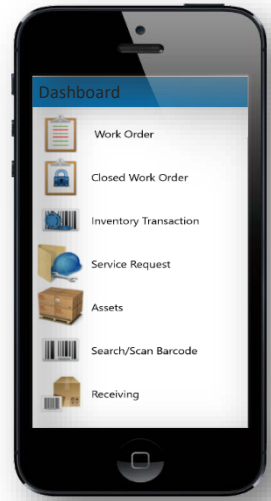 Dashboard
Work Order
Closed Work Order
Inventory Transaction
Service Request
Assets
Search/Scan Barcode
Receiving